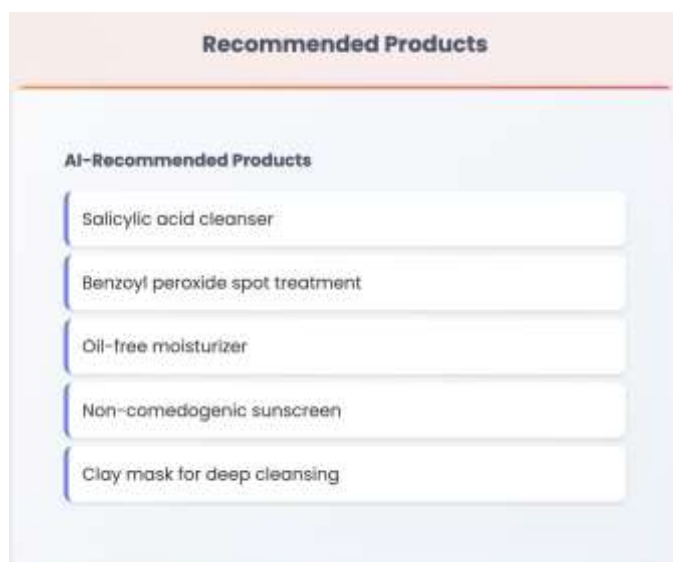 Recommended Products
AI-Recommended Products
Salicylic acid cleanser
Benzoyl peroxide spot treatment
Oil-free moisturizer
Non-comedogenic sunscreen
Clay mask for deep cleansing